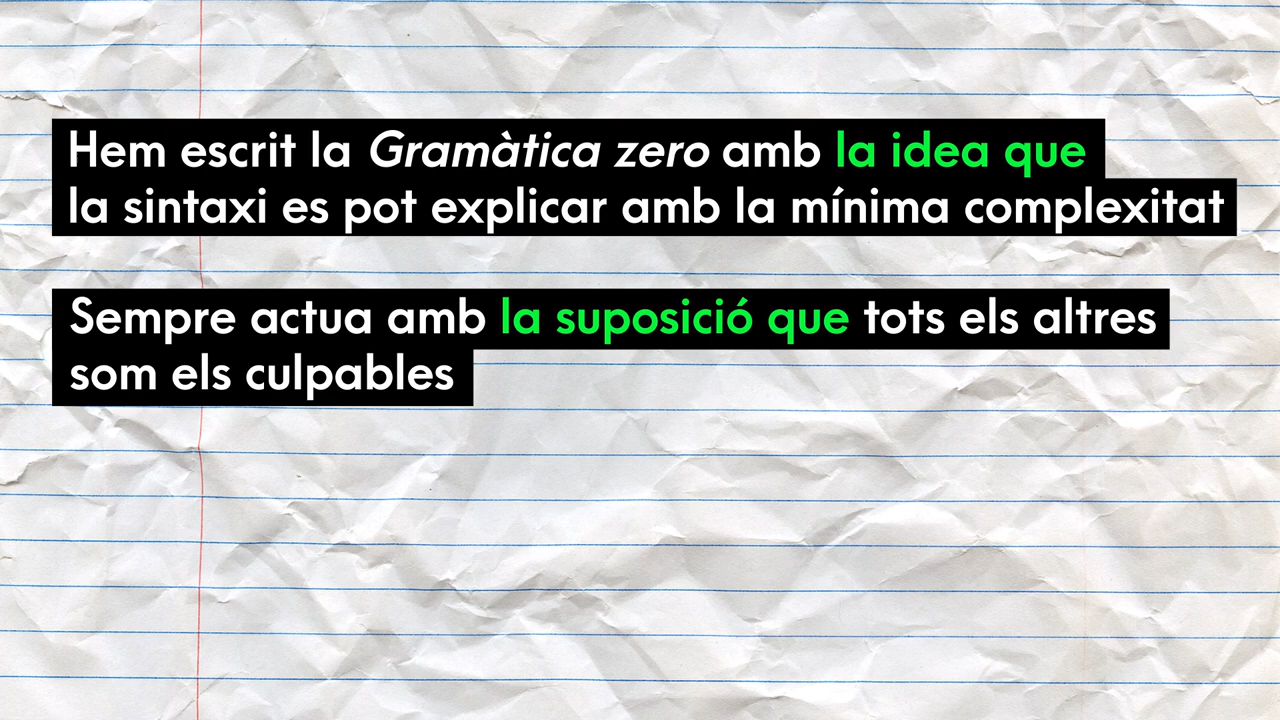 Hem escrit la Gramàtica zero amb la idea que
la sintaxi es pot explicar amb la mínima complexitat
Sempre actua amb la suposició que tots els altres
som els culpables